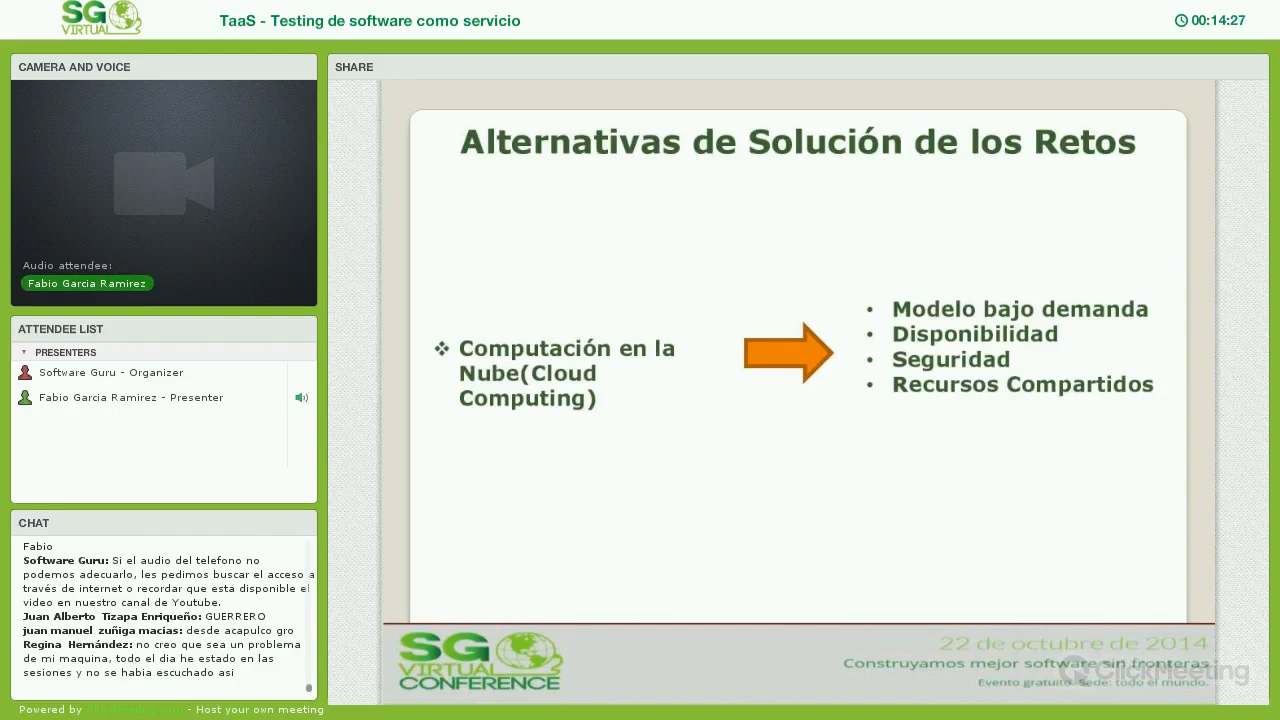 SG
VIRTUAL
TaaS - Testing de software como servicio
00:14:27
CAMERA AND VOICE
Audio attendee:
Fabio Garcia Ramirez
ATTENDEE LIST
PRESENTERS
Software Guru - Organizer
Fabio Garcia Ramirez - Presenter
CHAT
Fabio
Software Guru: Si el audio del telefono no
podemos adecuarlo, les pedimos buscar el acceso a
través de internet o recordar que esta disponible el
video en nuestro canal de Youtube.
Juan Alberto Tizapa Enriqueño: GUERRERO
juan manuel zuñiga macias: desde acapulco gro
Regina Hernández: no creo que sea un problema
de mi maquina, todo el dia he estado en las
sesiones y no se habia escuchado asi
Powered by ClickMeeting.com - Host your own meeting
SHARE
Alternativas de Solución de los Retos
❖ Computación en la
Nube(Cloud
Computing)
• Modelo bajo demanda
• Disponibilidad
• Seguridad
• Recursos Compartidos
SG
VIRTUAL
CONFERENCE
22 de octubre de 2014
Construyamos mejor software sin fronteras
Evento gratuito. Sede: todo el mundo.
ClickMeeting